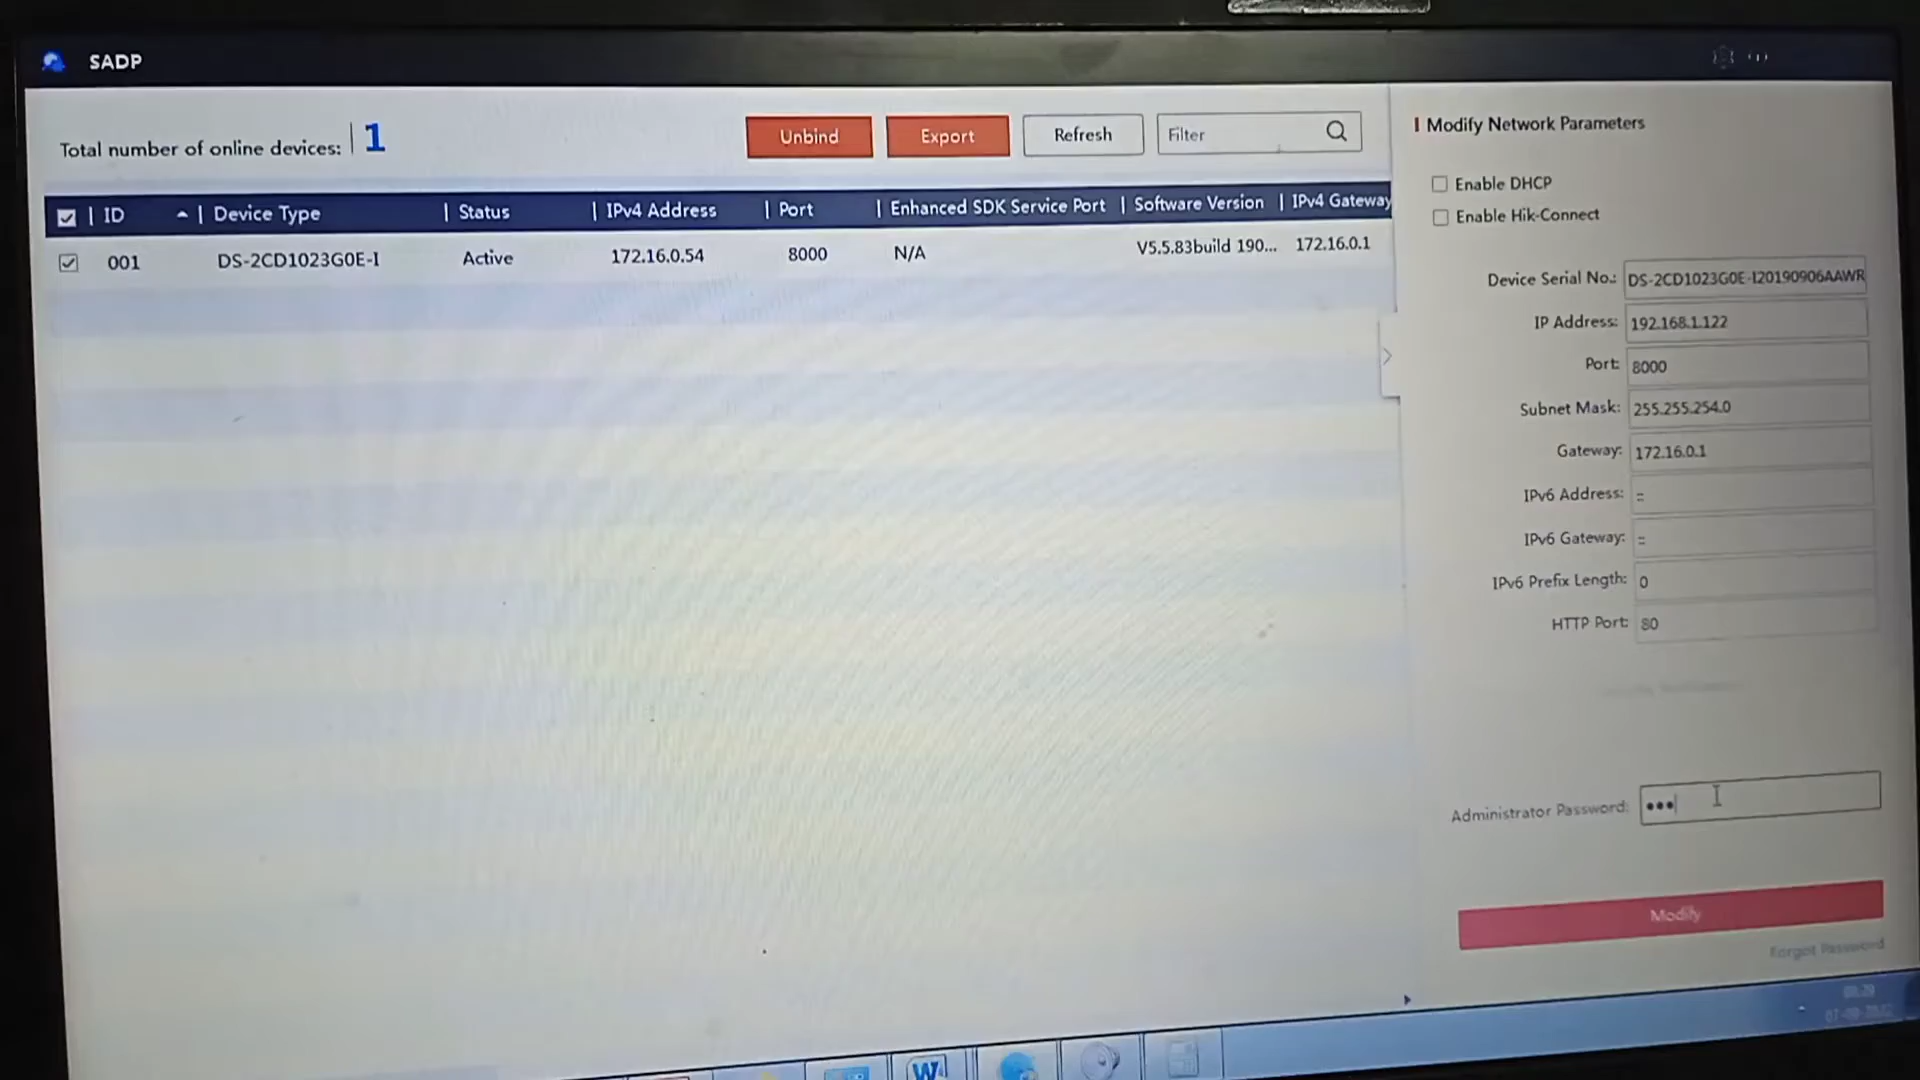 SADP
Total number of online devices: 1
Unbind
Export
Refresh
Filter
ID Device Type Status IPv4 Address Port Enhanced SDK Service Port Software Version IPv4 Gateway
001 DS-2CD1023G0E-I Active 172.16.0.54 8000 N/A V5.5.83build 190... 172.16.0.1
Modify Network Parameters
Enable DHCP
Enable Hik-Connect
Device Serial No.: DS-2CD1023G0E-I20190906AAWR
IP Address: 192.168.1.122
Port: 8000
Subnet Mask: 255.255.254.0
Gateway: 172.16.0.1
IPv6 Address: ::
IPv6 Gateway: ::
IPv6 Prefix Length: 0
HTTP Port: 80
Administrator Password: •••
Modify
Forgot Password
W